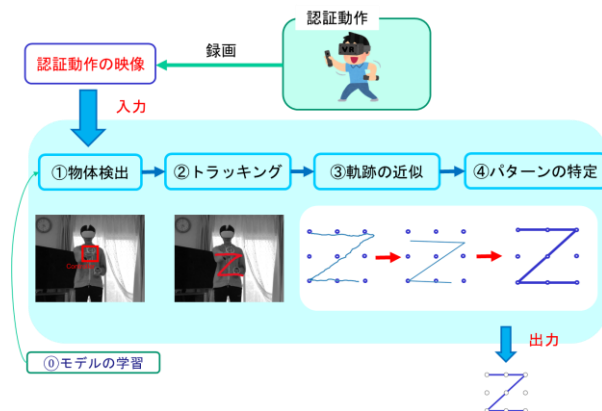 認証動作
VR
録画
認証動作の映像
入力
①物体検出
②トラッキング
③軌跡の近似
④パターンの特定
⓪モデルの学習
出力